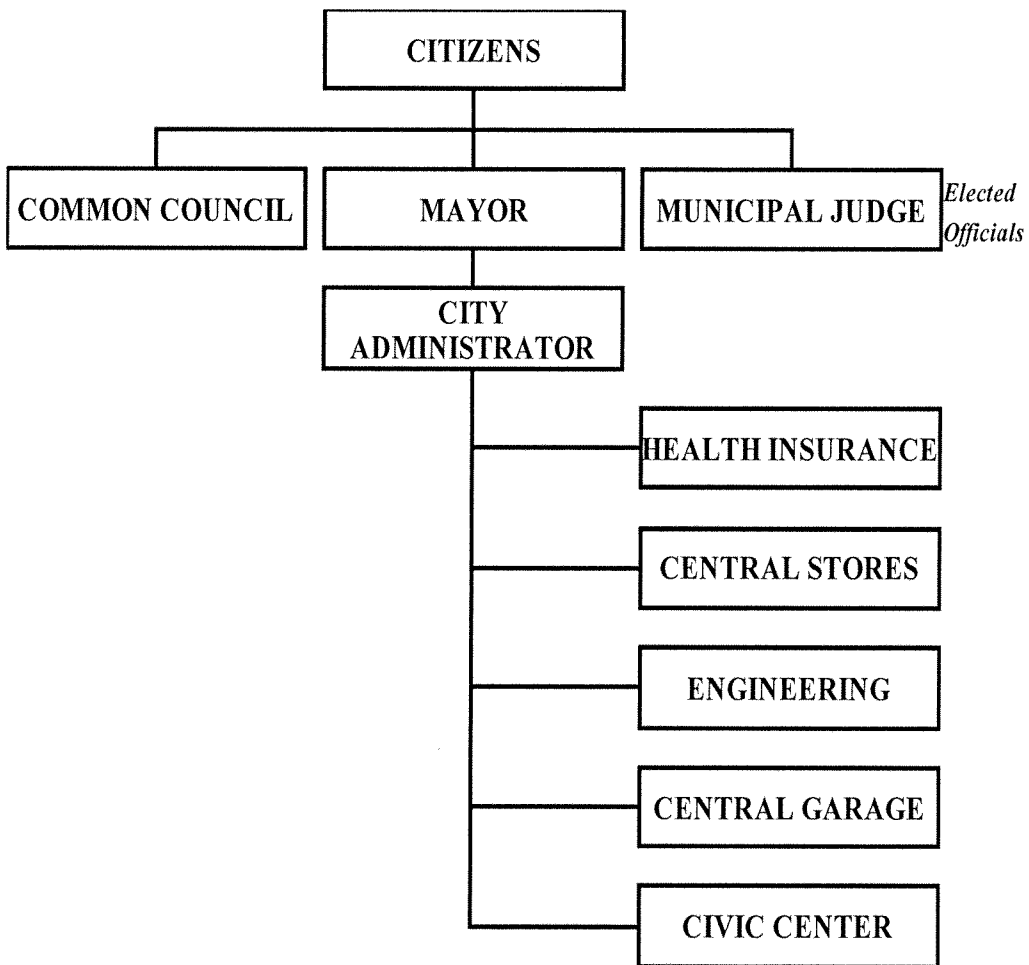 CITIZENS
COMMON COUNCIL
MAYOR
MUNICIPAL JUDGE
Elected
Officials
CITY
ADMINISTRATOR
HEALTH INSURANCE
CENTRAL STORES
ENGINEERING
CENTRAL GARAGE
CIVIC CENTER